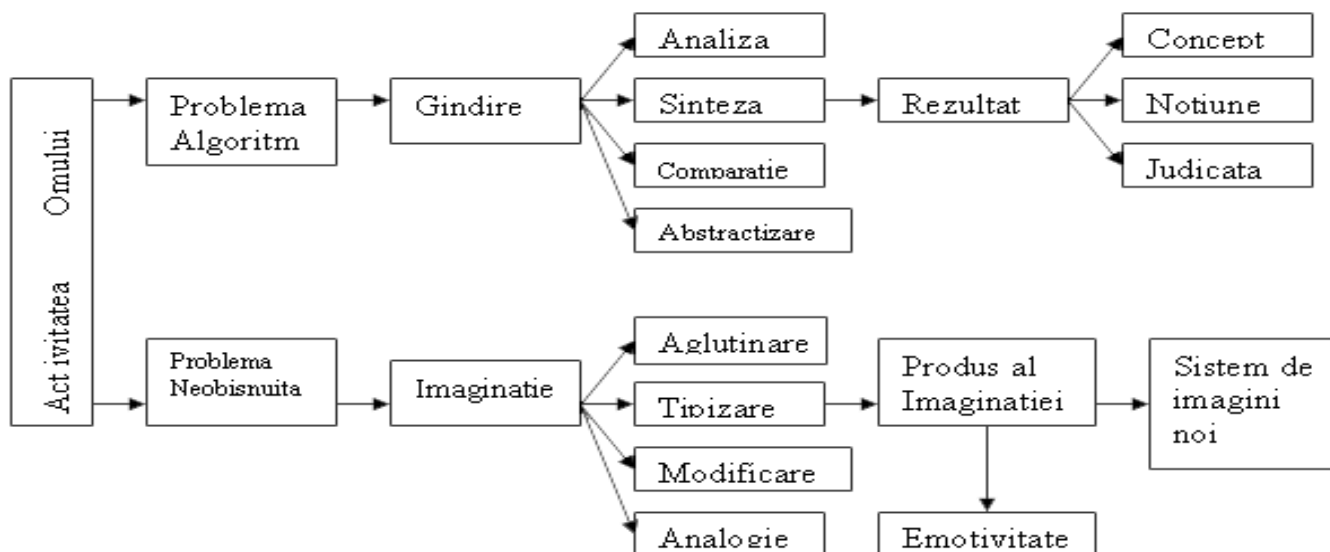 Activitatea Omului
Problema
Algoritm
Gindire
Analiza
Sinteza
Comparatie
Abstractizare
Rezultat
Concept
Notiune
Judicata
Problema
Neobisnuita
Imaginatie
Aglutinare
Tipizare
Modificare
Analogie
Produs al
Imaginatiei
Emotivitate
Sistem de
imagini
noi